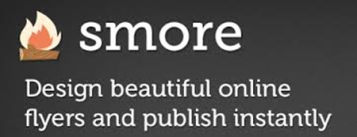 smore
Design beautiful online
flyers and publish instantly